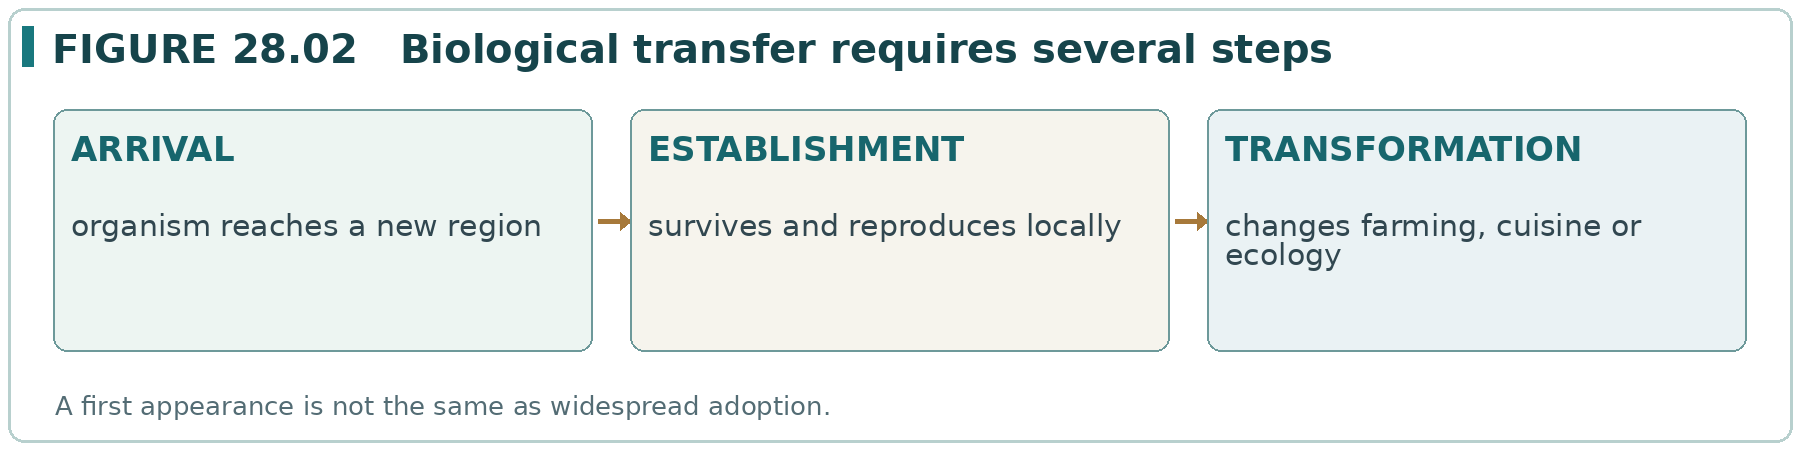 FIGURE 28.02 Biological transfer requires several steps
ARRIVAL
organism reaches a new region
ESTABLISHMENT
survives and reproduces locally
TRANSFORMATION
changes farming, cuisine or
ecology
A first appearance is not the same as widespread adoption.